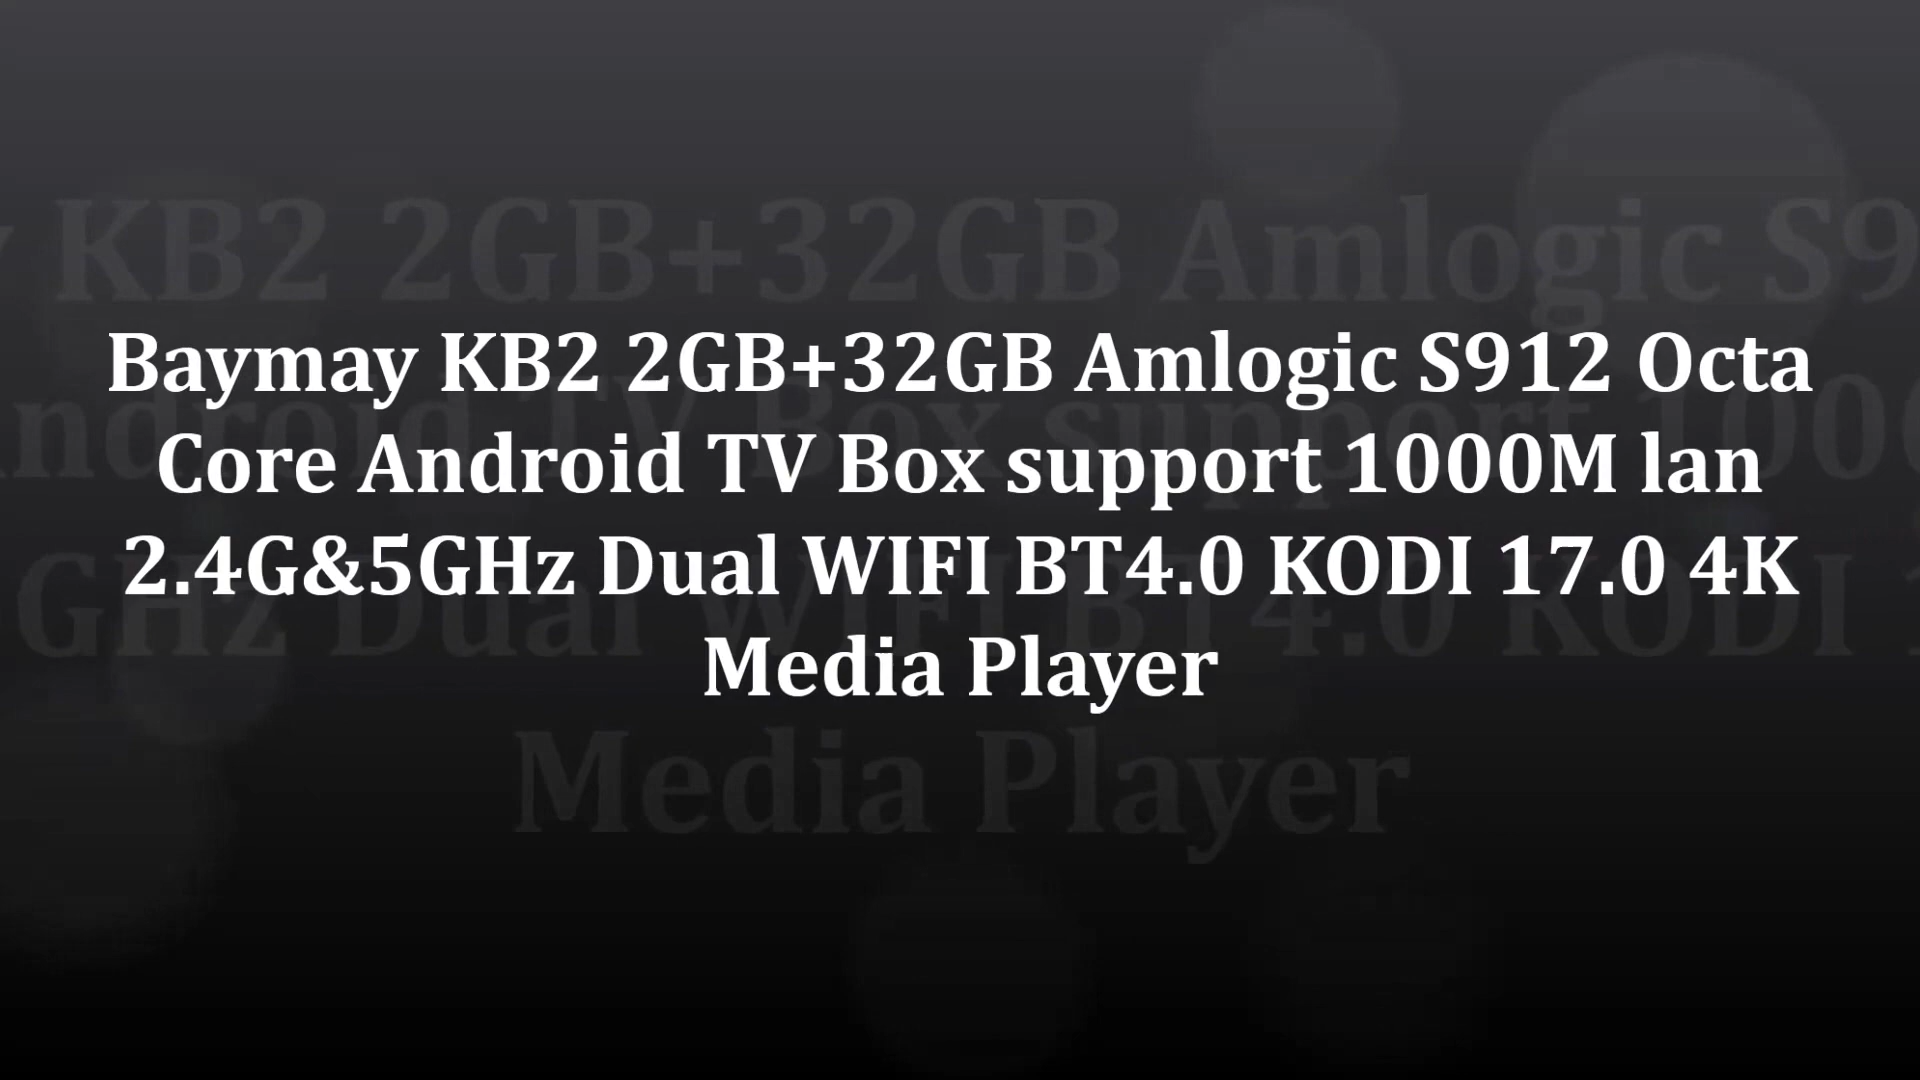 Baymay KB2 2GB+32GB Amlogic S912 Octa
Core Android TV Box support 1000M lan
2.4G&5GHz Dual WIFI BT4.0 KODI 17.0 4K
Media Player